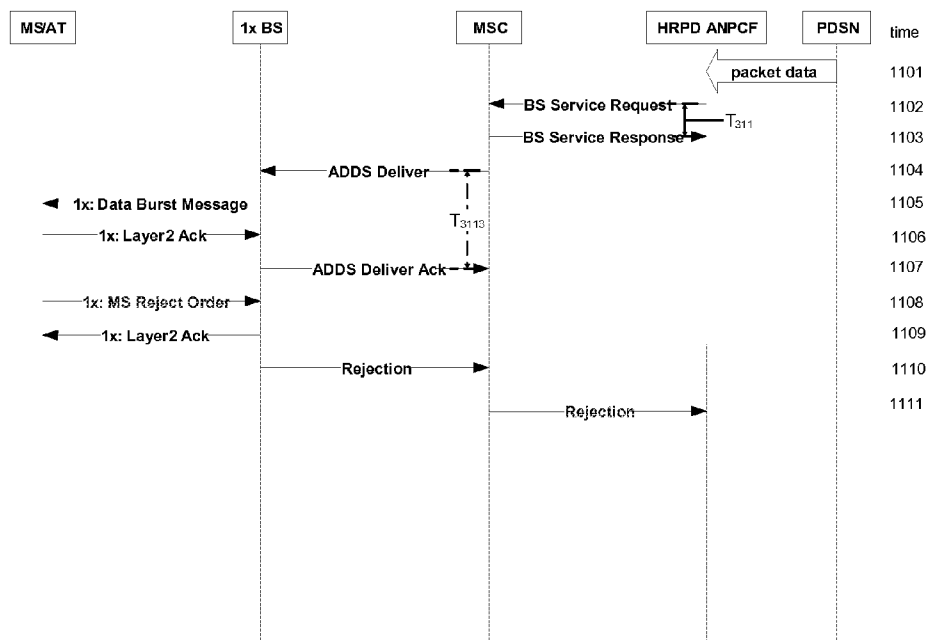 MS/AT 1x BS MSC HRPD ANPCF PDSN time
packet data 1101
BS Service Request 1102
T311
BS Service Response 1103
ADDS Deliver 1104
1x: Data Burst Message 1105
T3113
1x: Layer2 Ack 1106
ADDS Deliver Ack 1107
1x: MS Reject Order 1108
1x: Layer2 Ack 1109
Rejection 1110
Rejection 1111